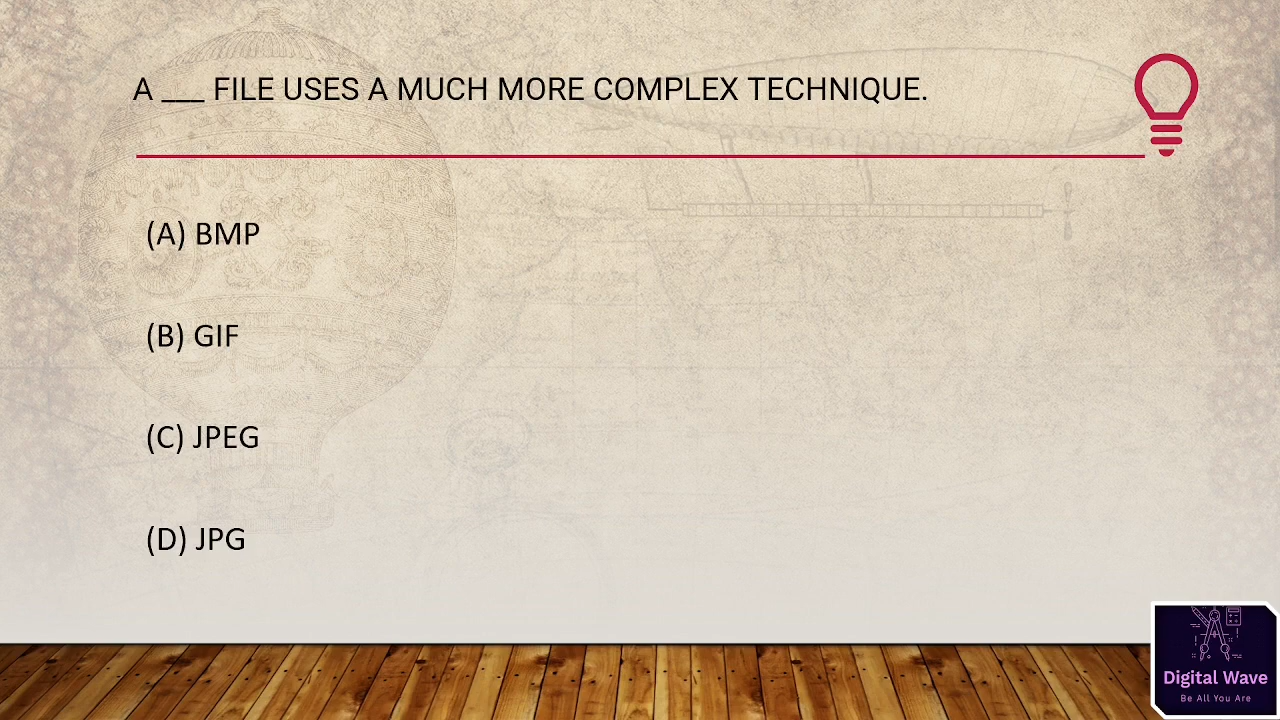 A ___ FILE USES A MUCH MORE COMPLEX TECHNIQUE.
(A) BMP
(B) GIF
(C) JPEG
(D) JPG
Digital Wave
Be All You Are